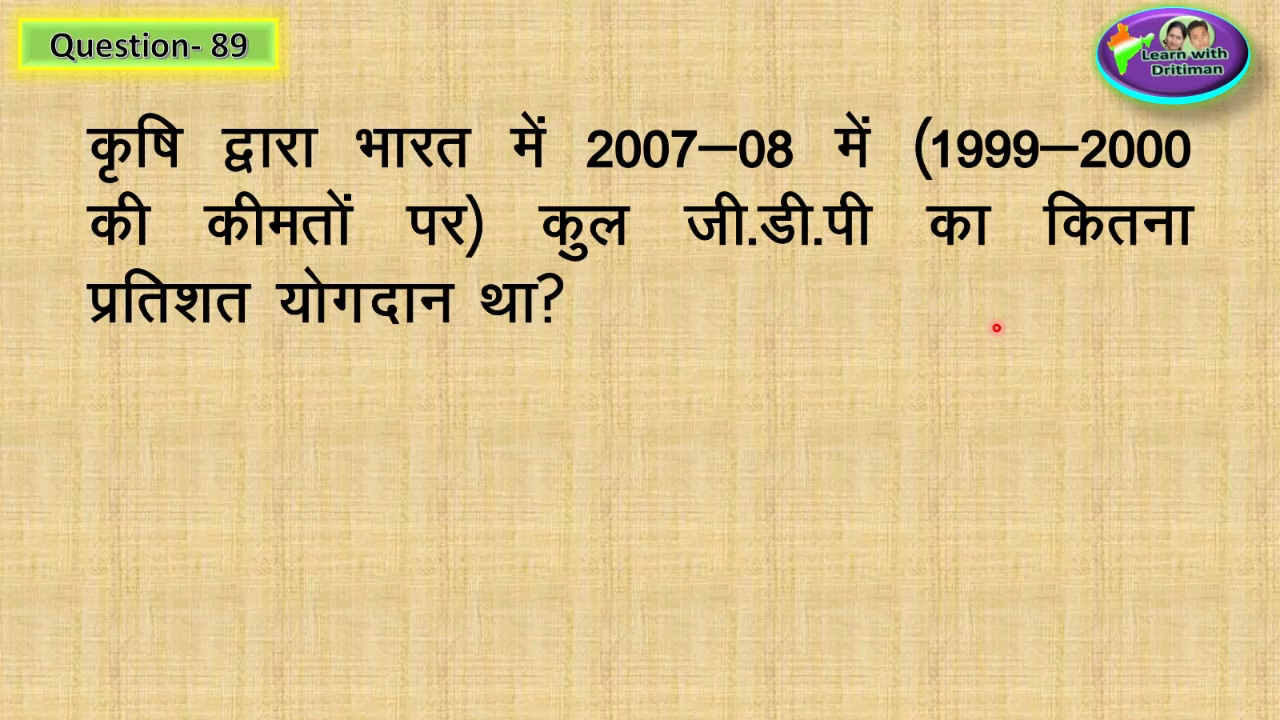 Question- 89
Learn with
Dritiman
कृषि द्वारा भारत में 2007–08 में (1999–2000
की कीमतों पर) कुल जी.डी.पी का कितना
प्रतिशत योगदान था?